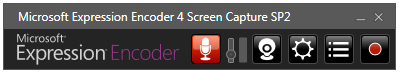 Microsoft Expression Encoder 4 Screen Capture SP2
Microsoft®
Expression Encoder